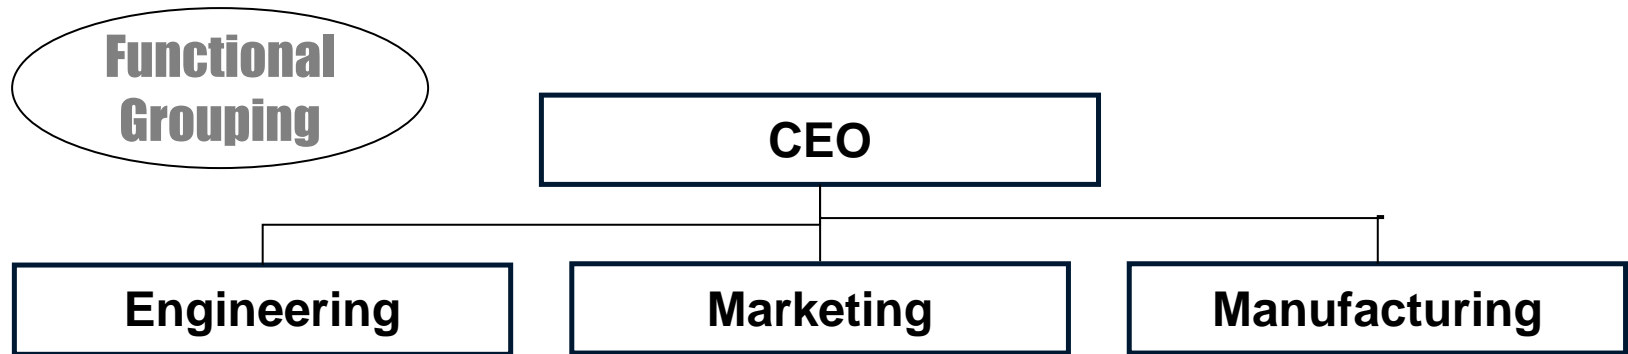 Functional
Grouping
CEO
Engineering
Marketing
Manufacturing